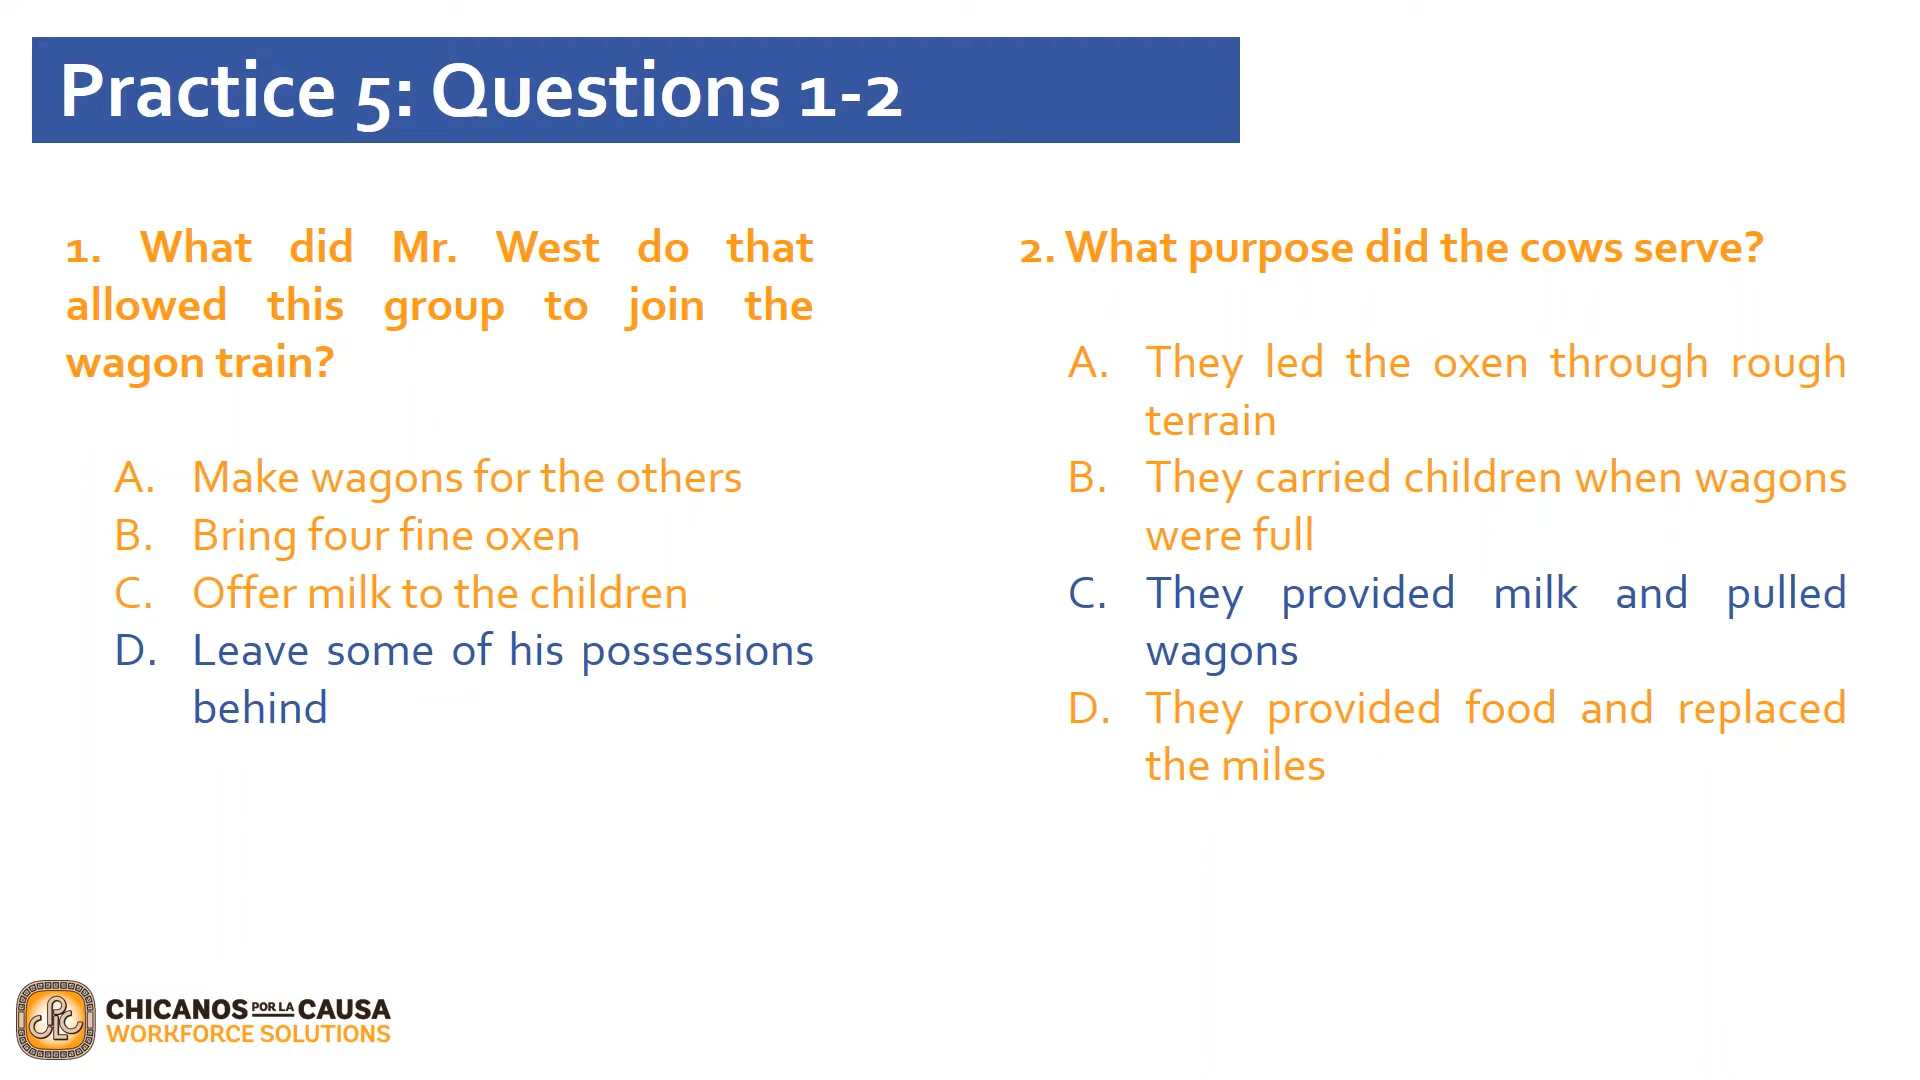 Practice 5: Questions 1-2
1. What did Mr. West do that
allowed this group to join the
wagon train?
A. Make wagons for the others
B. Bring four fine oxen
C. Offer milk to the children
D. Leave some of his possessions
behind
2. What purpose did the cows serve?
A. They led the oxen through rough
terrain
B. They carried children when wagons
were full
C. They provided milk and pulled
wagons
D. They provided food and replaced
the miles
CPLC
CHICANOS POR LA CAUSA
WORKFORCE SOLUTIONS